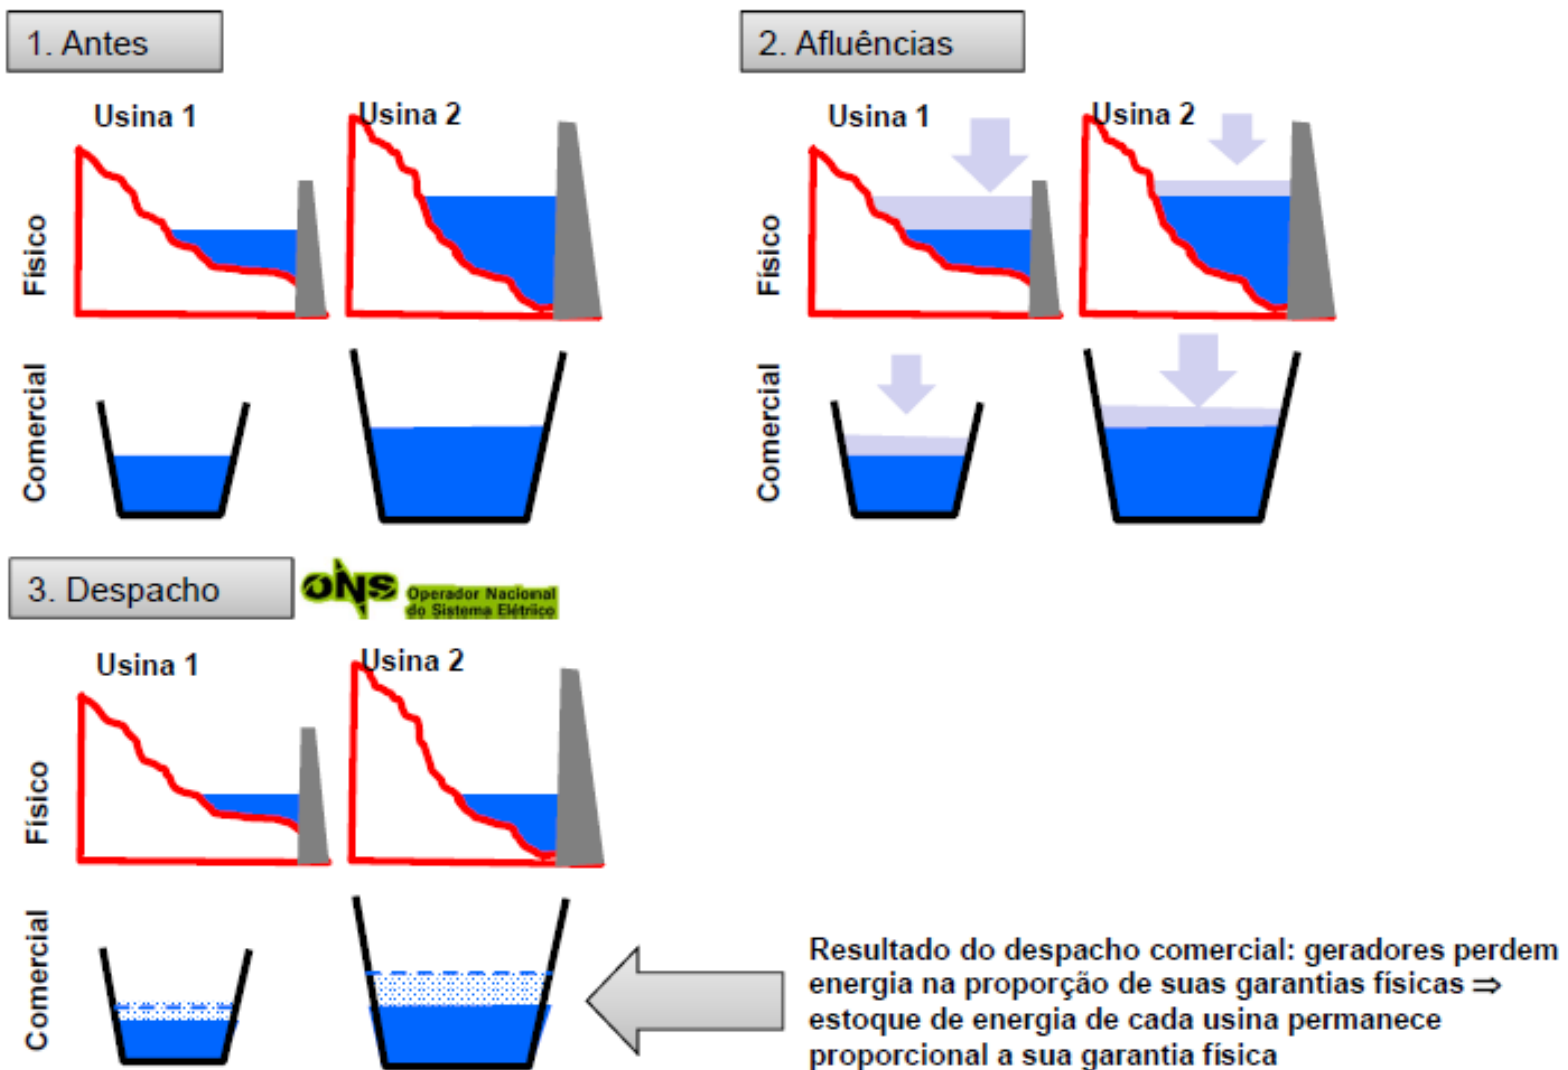 1. Antes
Usina 1
Usina 2
Físico
Comercial
2. Afluências
Usina 1
Usina 2
Físico
Comercial
3. Despacho
ONS Operador Nacional
do Sistema Elétriico
Usina 1
Usina 2
Físico
Comercial
Resultado do despacho comercial: geradores perdem
energia na proporção de suas garantias físicas ⇒
estoque de energia de cada usina permanece
proporcional a sua garantia física